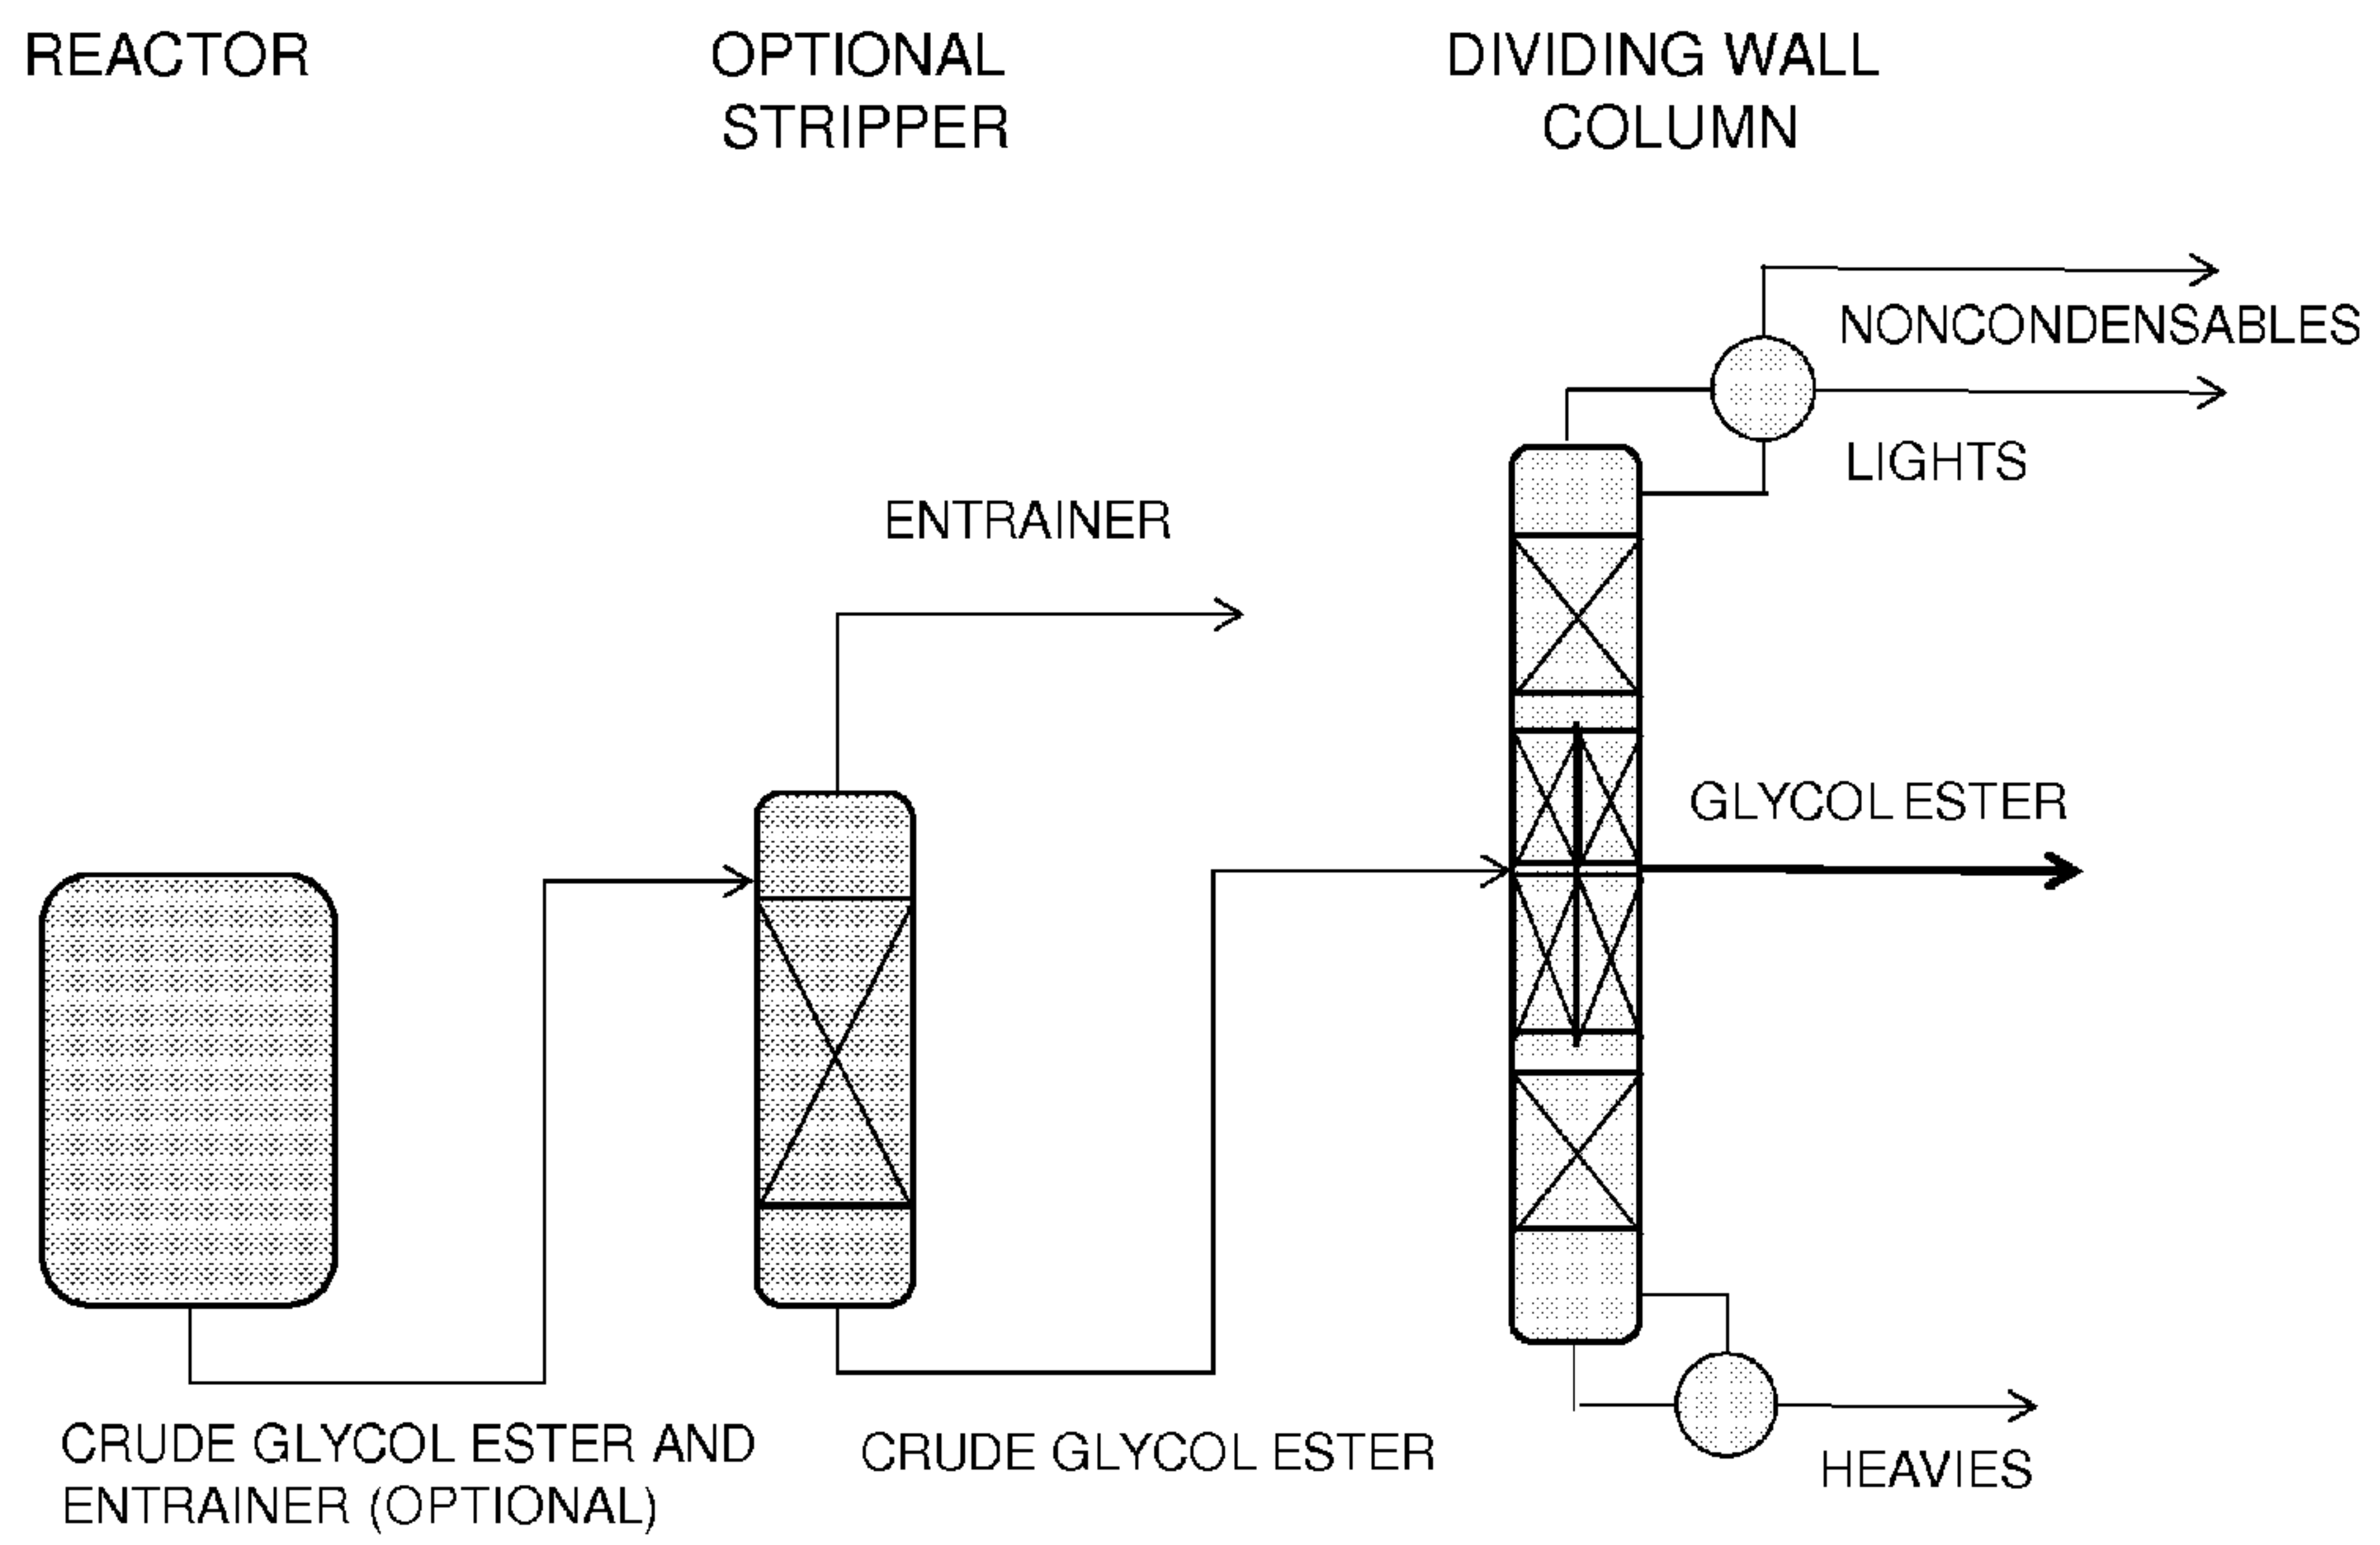 REACTOR
OPTIONAL
STRIPPER
DIVIDING WALL
COLUMN
NONCONDENSABLES
LIGHTS
ENTRAINER
GLYCOL ESTER
CRUDE GLYCOL ESTER AND
ENTRAINER (OPTIONAL)
CRUDE GLYCOL ESTER
HEAVIES